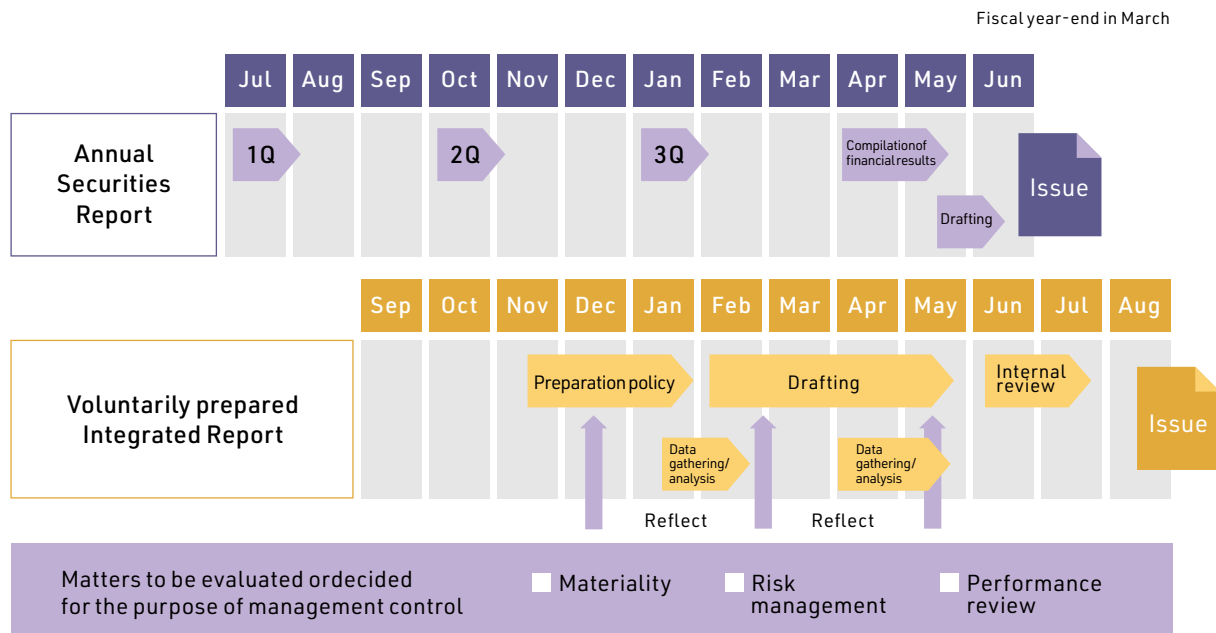 Fiscal year-end in March
Jul Aug Sep Oct Nov Dec Jan Feb Mar Apr May Jun
Annual
Securities
Report
1Q
2Q
3Q
Compilationof
financial results
Drafting
Issue
Sep Oct Nov Dec Jan Feb Mar Apr May Jun Jul Aug
Voluntarily prepared
Integrated Report
Preparation policy
Drafting
Internal
review
Data
gathering/
analysis
Data
gathering/
analysis
Issue
Reflect
Reflect
Matters to be evaluated ordecided
for the purpose of management control
Materiality
Risk
management
Performance
review